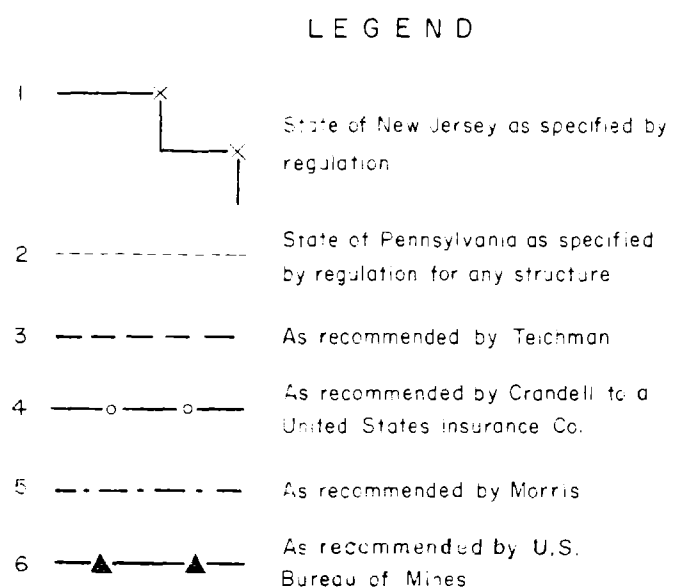 LEGEND
1 State of New Jersey as specified by
regulation
2 State of Pennsylvania as specified
by regulation for any structure
3 As recommended by Teichman
4 As recommended by Crandell to a
United States insurance Co.
5 As recommended by Morris
6 As recommended by U.S.
Bureau of Mines